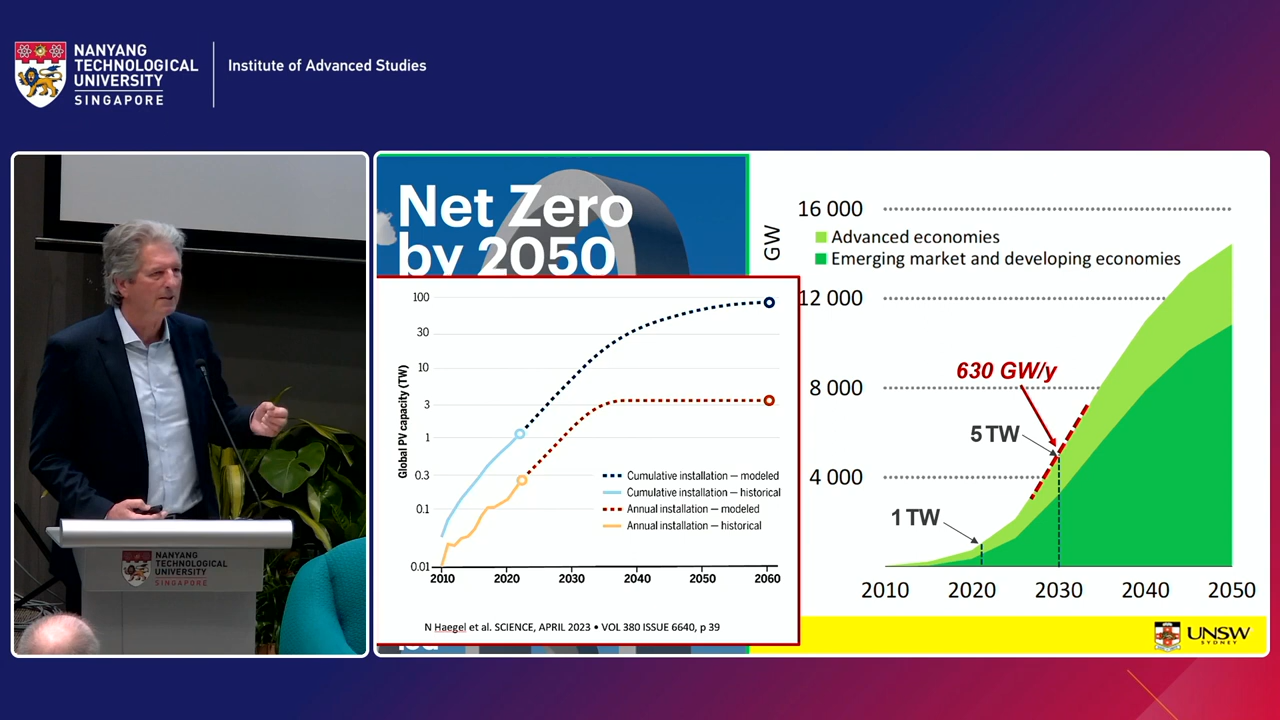 NANYANG
TECHNOLOGICAL
UNIVERSITY
SINGAPORE
Institute of Advanced Studies
NANYANG
TECHNOLOGICAL
UNIVERSITY
SINGAPORE
Net Zero
by 2050
Global PV capacity (TW)
100
30
10
3
1
0.3
0.1
0.01
2010
2020
2030
2040
2050
2060
Cumulative installation – modeled
Cumulative installation – historical
Annual installation – modeled
Annual installation – historical
N Haegel et al. SCIENCE, APRIL 2023 • VOL 380 ISSUE 6640, p 39
GW
16 000
12 000
8 000
4 000
Advanced economies
Emerging market and developing economies
630 GW/y
5 TW
1 TW
2010
2020
2030
2040
2050
UNSW
SYDNEY